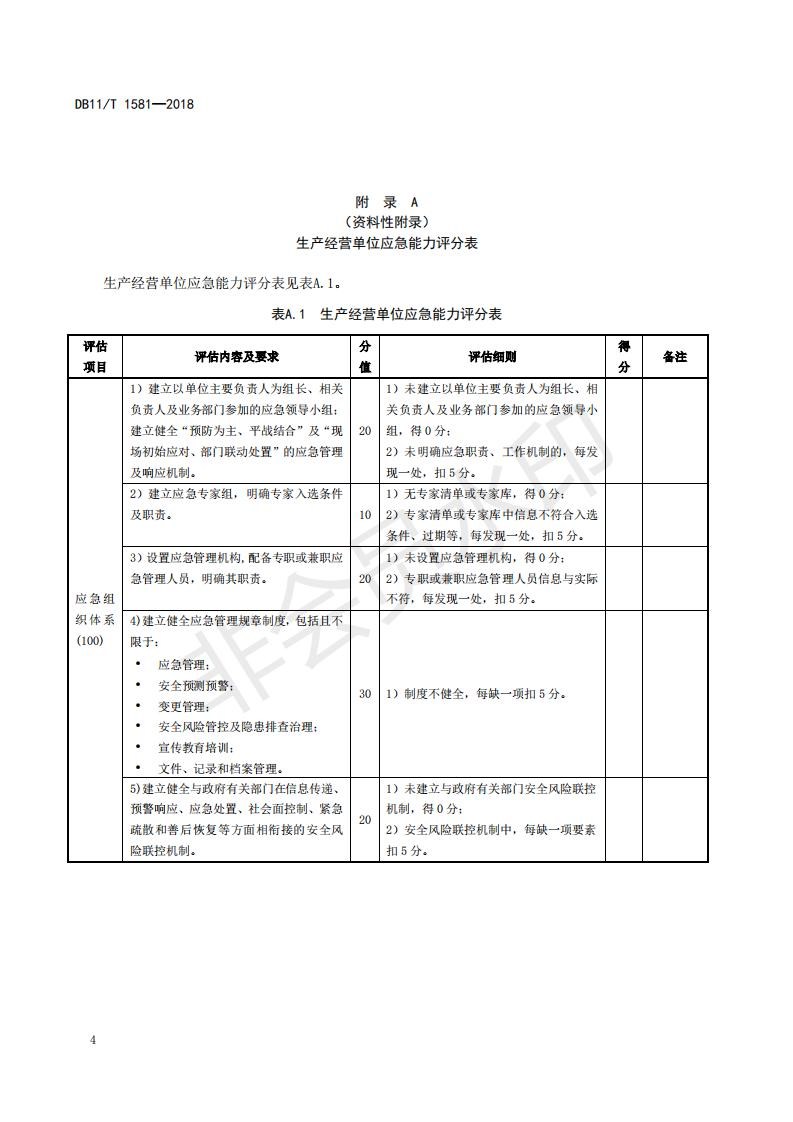 DB11/T 1581—2018
附 录 A
（资料性附录）
生产经营单位应急能力评分表
生产经营单位应急能力评分表见表A.1。
表A.1 生产经营单位应急能力评分表
评估
项目
评估内容及要求
分
值
评估细则
得
分
备注
应急组
织体系
(100)
1）建立以单位主要负责人为组长、相关
负责人及业务部门参加的应急领导小组；
建立健全“预防为主、平战结合”及“现
场初始应对、部门联动处置”的应急管理
及响应机制。
20
1）未建立以单位主要负责人为组长、相
关负责人及业务部门参加的应急领导小
组，得 0 分；
2）未明确应急职责、工作机制的，每发
现一处，扣 5 分。
2）建立应急专家组，明确专家入选条件
及职责。
10
1）无专家清单或专家库，得 0 分；
2）专家清单或专家库中信息不符合入选
条件、过期等，每发现一处，扣 5 分。
3）设置应急管理机构,配备专职或兼职应
急管理人员，明确其职责。
20
1）未设置应急管理机构，得 0 分；
2）专职或兼职应急管理人员信息与实际
不符，每发现一处，扣 5 分。
4)建立健全应急管理规章制度，包括且不
限于：
• 应急管理；
• 安全预测预警；
• 变更管理；
• 安全风险管控及隐患排查治理；
• 宣传教育培训；
• 文件、记录和档案管理。
30
1）制度不健全，每缺一项扣 5 分。
5)建立健全与政府有关部门在信息传递、
预警响应、应急处置、社会面控制、紧急
疏散和善后恢复等方面相衔接的安全风
险联控机制。
20
1）未建立与政府有关部门安全风险联控
机制，得 0 分；
2）安全风险联控机制中，每缺一项要素
扣 5 分。
非会员水印
4